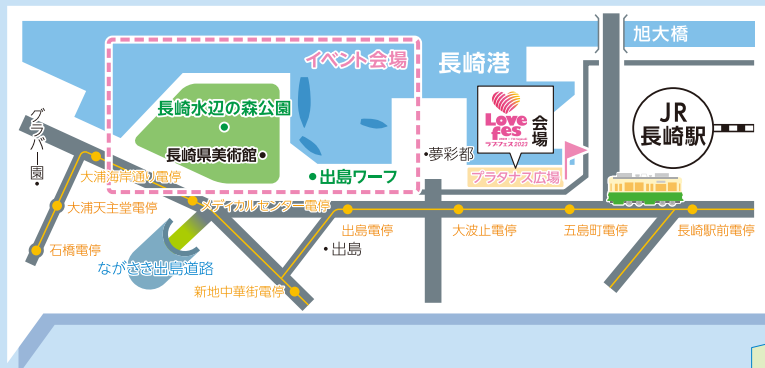 旭大橋
イベント会場
長崎港
長崎水辺の森公園
長崎県美術館
出島ワーフ
夢彩都
Love
fes
ラブフェス2023
会場
プラタナス広場
JR
長崎駅
グラバー園
大浦海岸通り電停
大浦天主堂電停
石橋電停
メディカルセンター電停
ながさき出島道路
新地中華街電停
出島電停
出島
大波止電停
五島町電停
長崎駅前電停